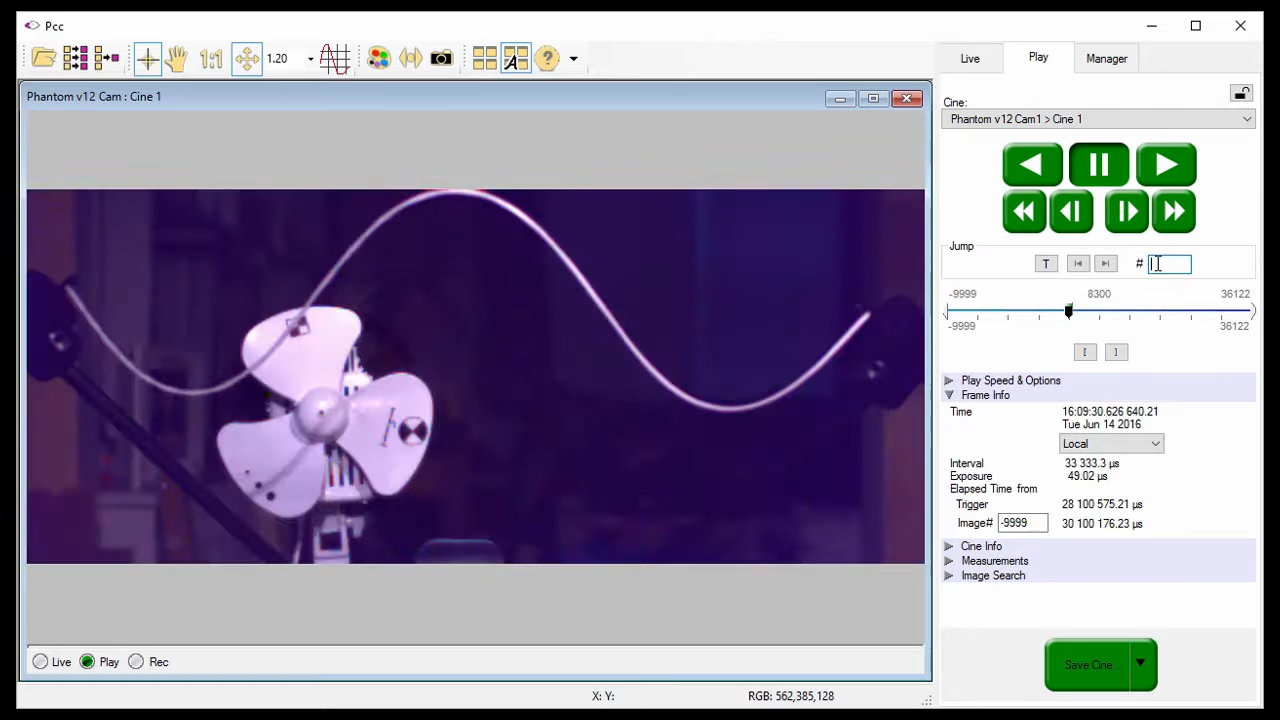 Pcc
1:1
1.20
A
?
Live
Play
Manager
Phantom v12 Cam : Cine 1
Cine:
Phantom v12 Cam1 > Cine 1
Jump
T
#
-9999
8300
36122
-9999
36122
[
]
Play Speed & Options
Frame Info
Time
16:09:30.626 640.21
Tue Jun 14 2016
Local
Interval
33 333.3 µs
Exposure
49.02 µs
Elapsed Time from
Trigger
28 100 575.21 µs
Image#
-9999
30 100 176.23 µs
Cine Info
Measurements
Image Search
Live
Play
Rec
Save Cine...
X: Y:
RGB: 562,385,128